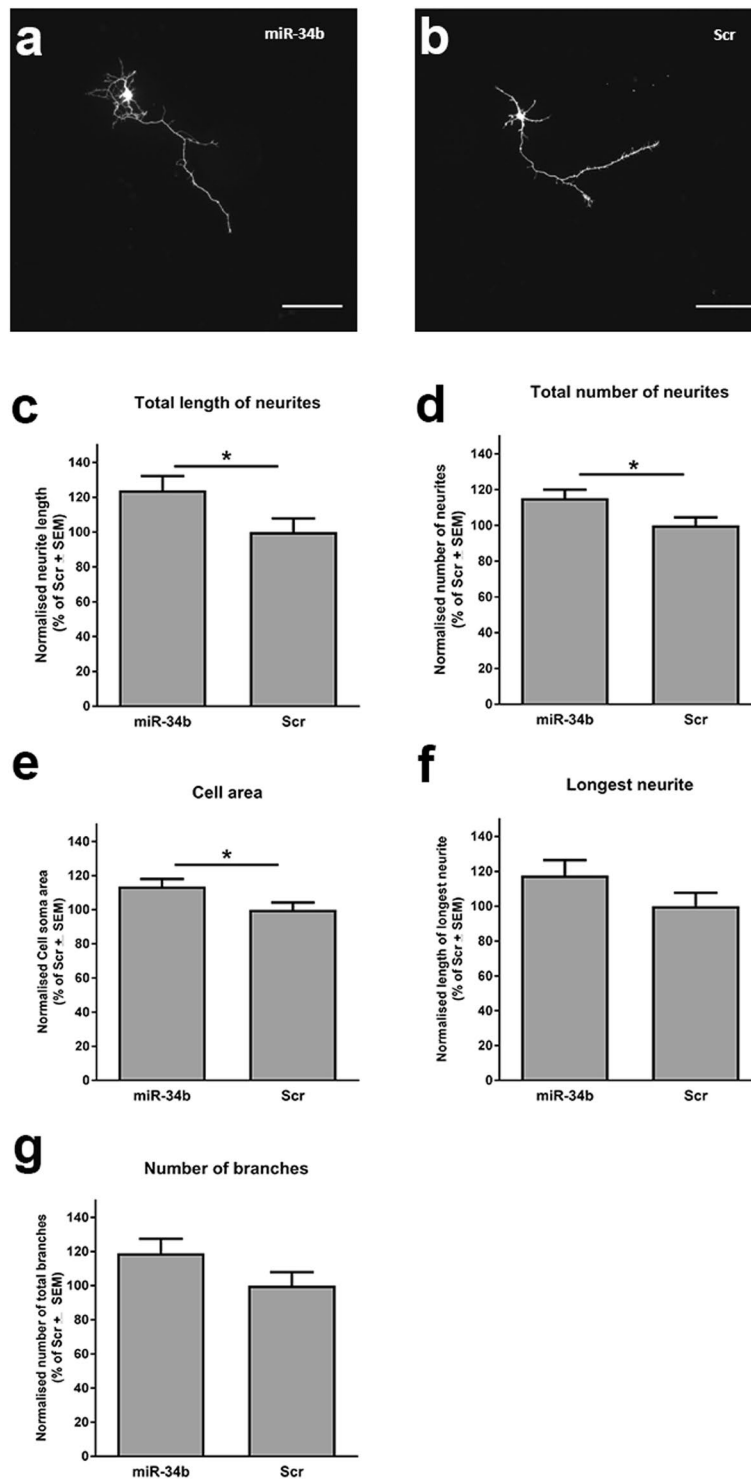 a
miR-34b
b
Scr
c
Total length of neurites
Normalised neurite length
(% of Scr ± SEM)
140
120
100
80
60
40
20
0
*
miR-34b
Scr
d
Total number of neurites
Normalised number of neurites
(% of Scr ± SEM)
140
120
100
80
60
40
20
0
*
miR-34b
Scr
e
Cell area
Normalised Cell soma area
(% of Scr ± SEM)
140
120
100
80
60
40
20
0
*
miR-34b
Scr
f
Longest neurite
Normalised length of longest neurite
(% of Scr ± SEM)
140
120
100
80
60
40
20
0
miR-34b
Scr
g
Number of branches
Normalised number of total branches
(% of Scr ± SEM)
140
120
100
80
60
40
20
0
miR-34b
Scr